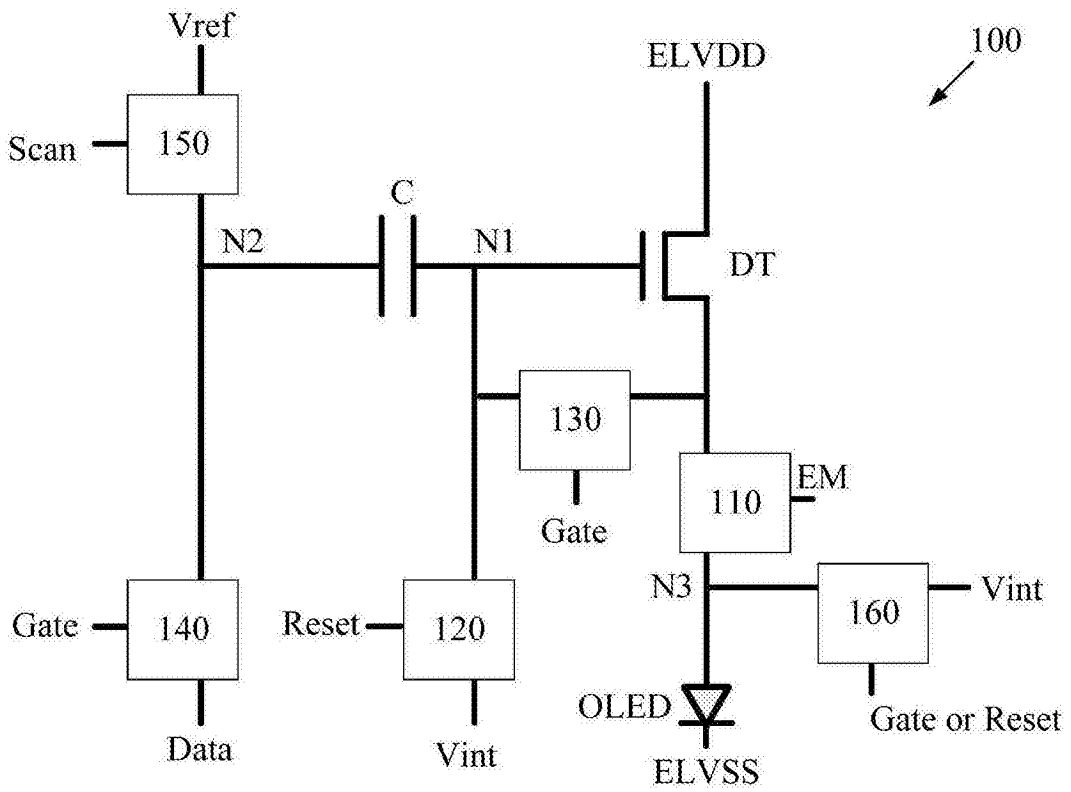 Vref
ELVDD
100
Scan
150
C
N2
N1
DT
130
EM
110
Gate
N3
Vint
160
Gate
140
Reset
120
OLED
Gate or Reset
Data
Vint
ELVSS